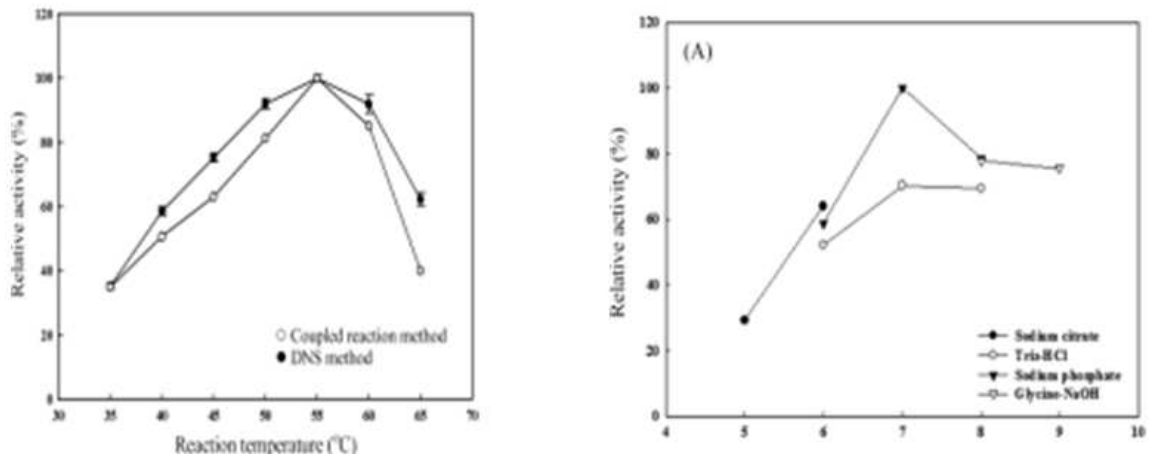 120
100
80
60
40
20
0
Relative activity (%)
Coupled reaction method
DNS method
30 35 40 45 50 55 60 65 70
Reaction temperature (°C)
(A)
120
100
80
60
40
20
0
Relative activity (%)
Sodium citrate
Tris-HCl
Sodium phosphate
Glycine-NaOH
4 5 6 7 8 9 10